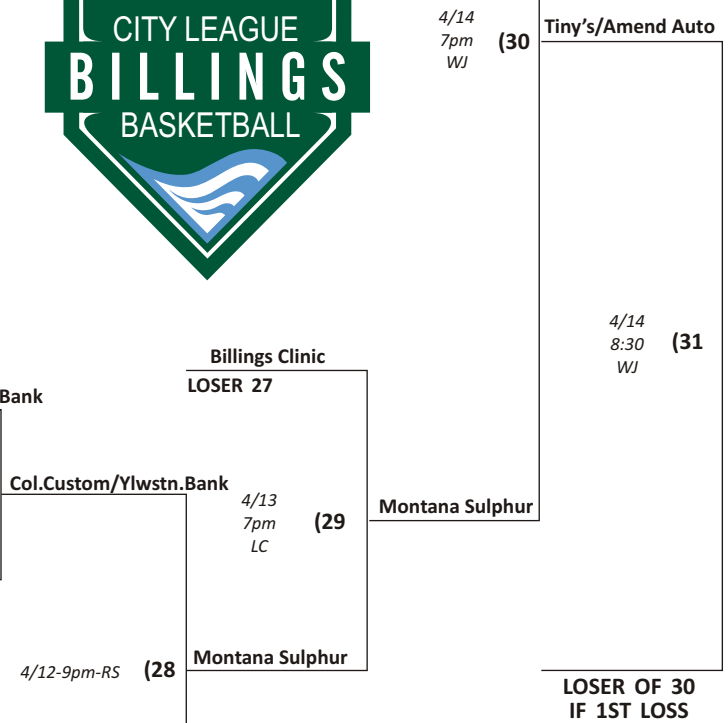 CITY LEAGUE
BILLINGS
BASKETBALL
4/14
7pm
WJ
(30
Tiny's/Amend Auto
4/14
8:30
WJ
(31
Billings Clinic
LOSER 27
Bank
Col.Custom/Ylwstn.Bank
4/13
7pm
LC
(29
Montana Sulphur
4/12-9pm-RS
(28
Montana Sulphur
LOSER OF 30
IF 1ST LOSS